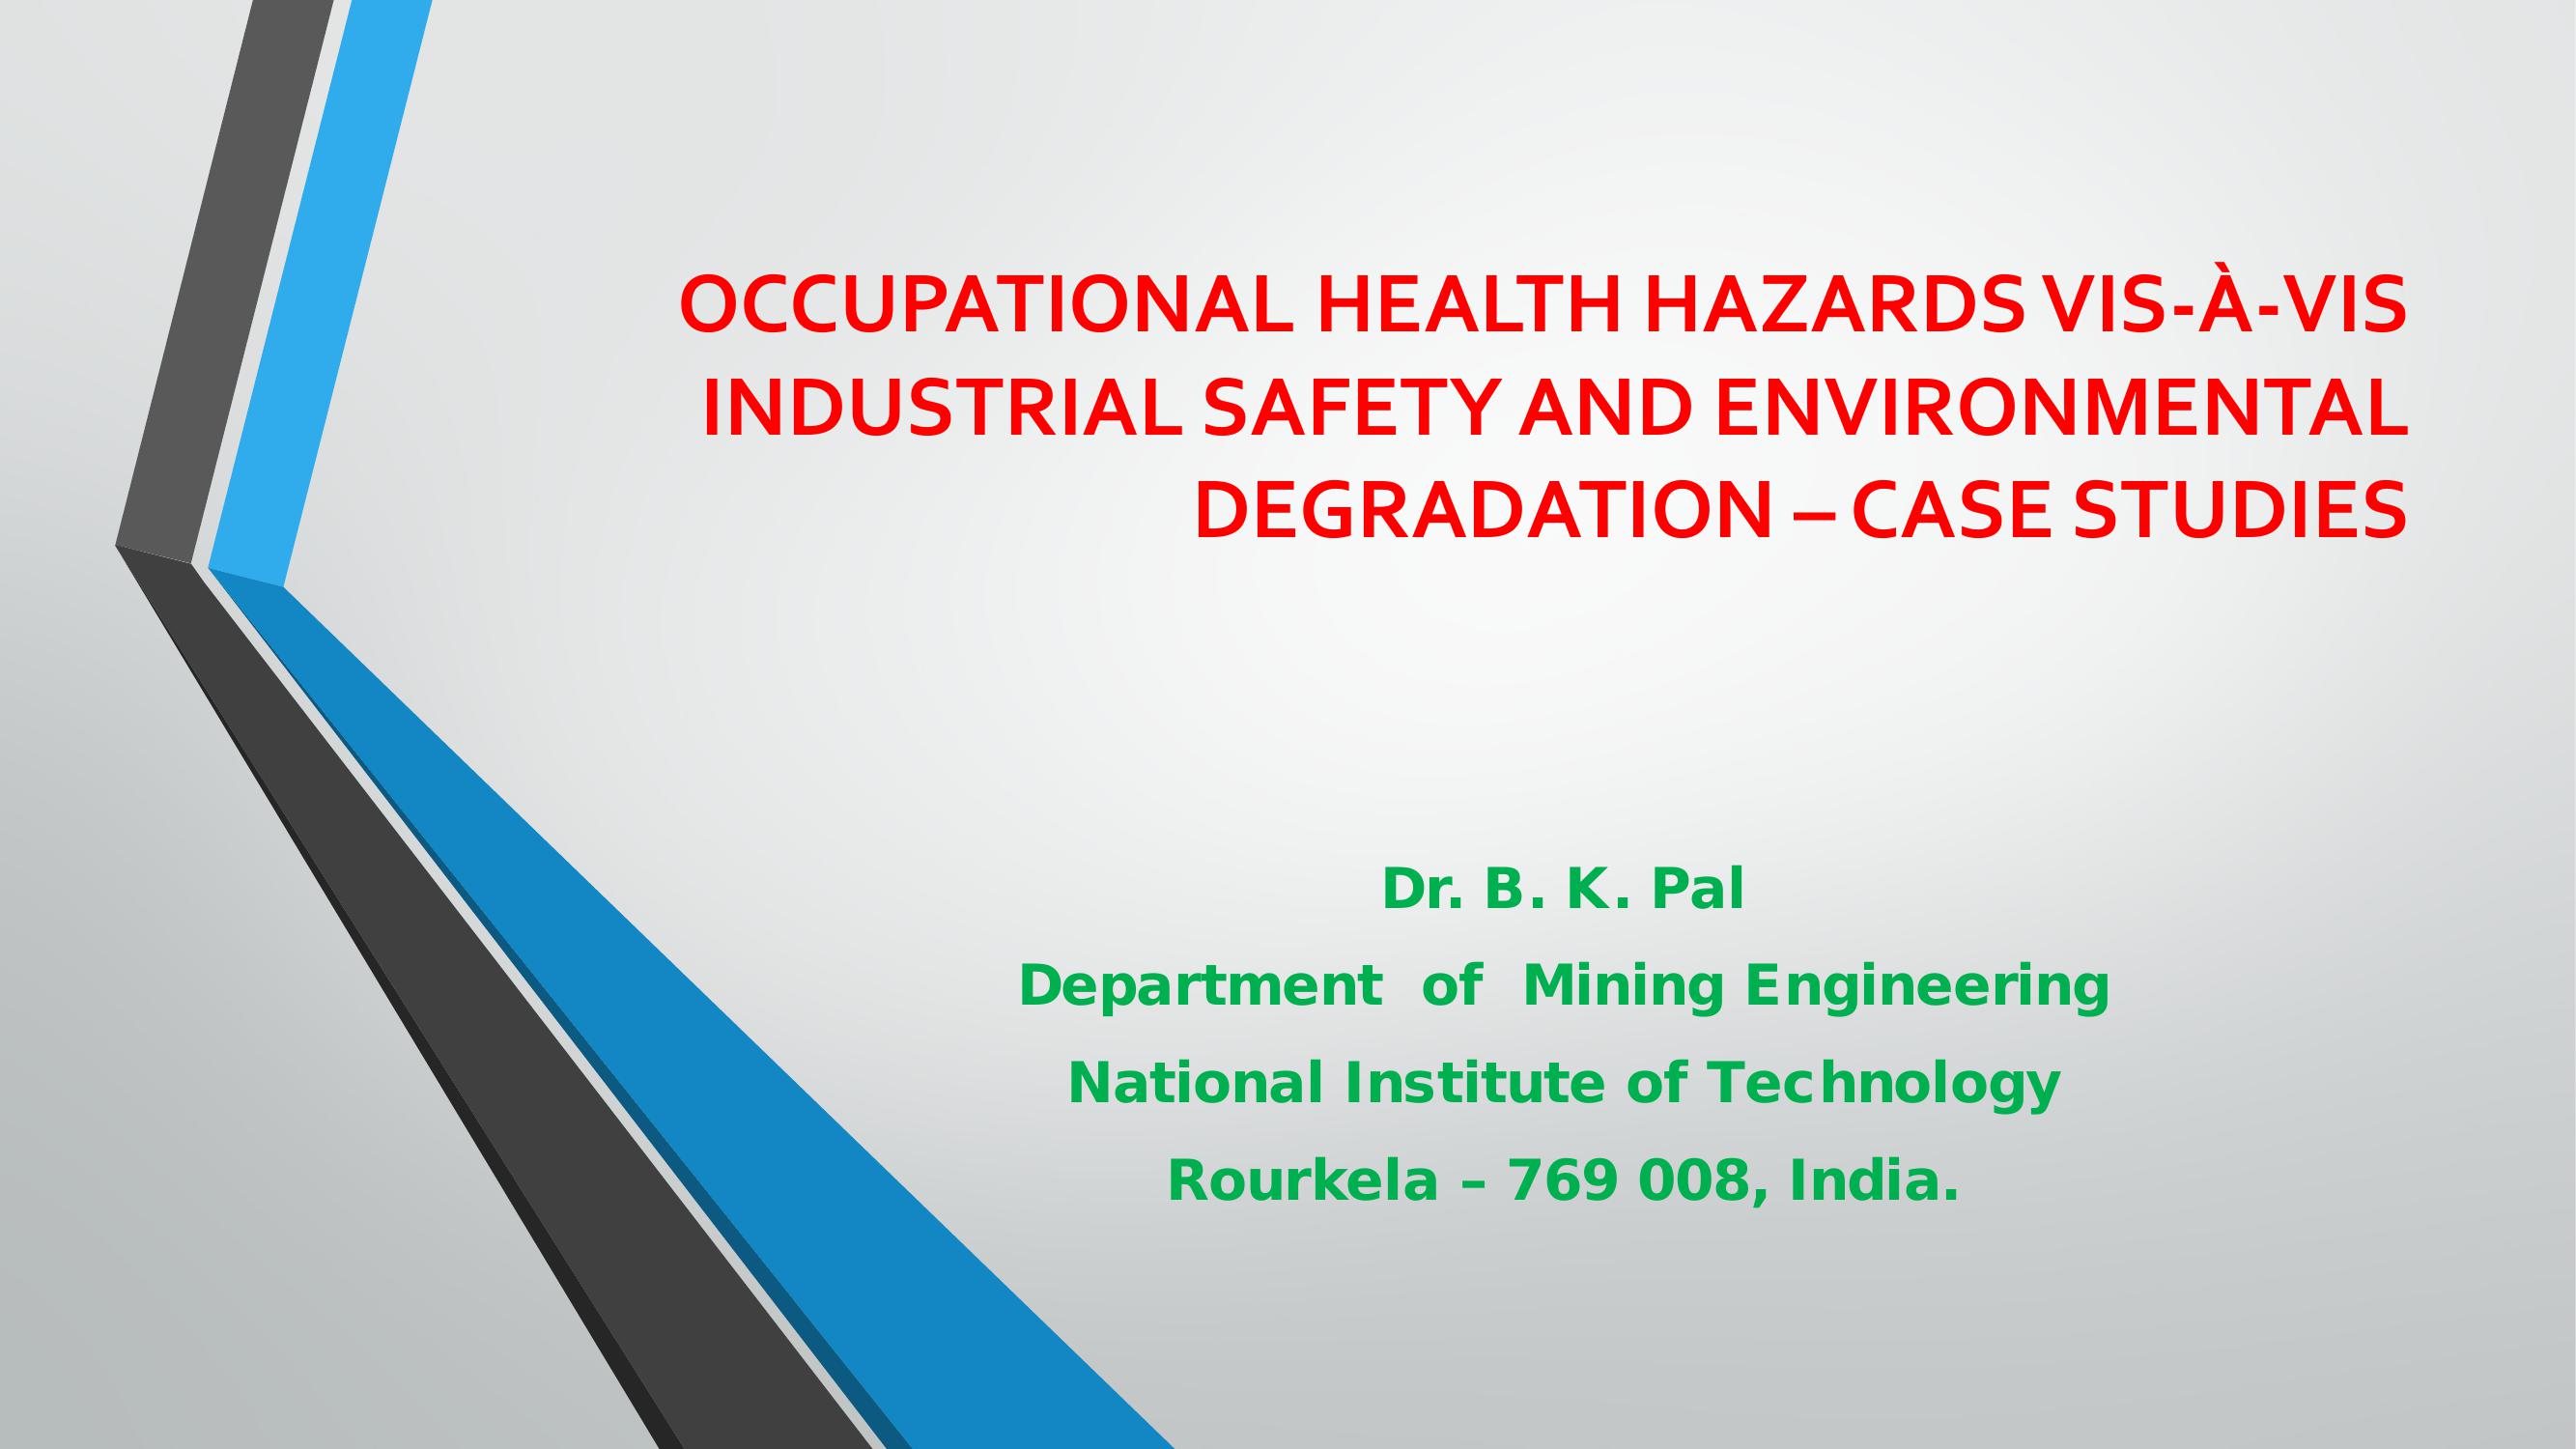 OCCUPATIONAL HEALTH HAZARDS VIS-À-VIS
INDUSTRIAL SAFETY AND ENVIRONMENTAL
DEGRADATION – CASE STUDIES
Dr. B. K. Pal
Department of Mining Engineering
National Institute of Technology
Rourkela – 769 008, India.